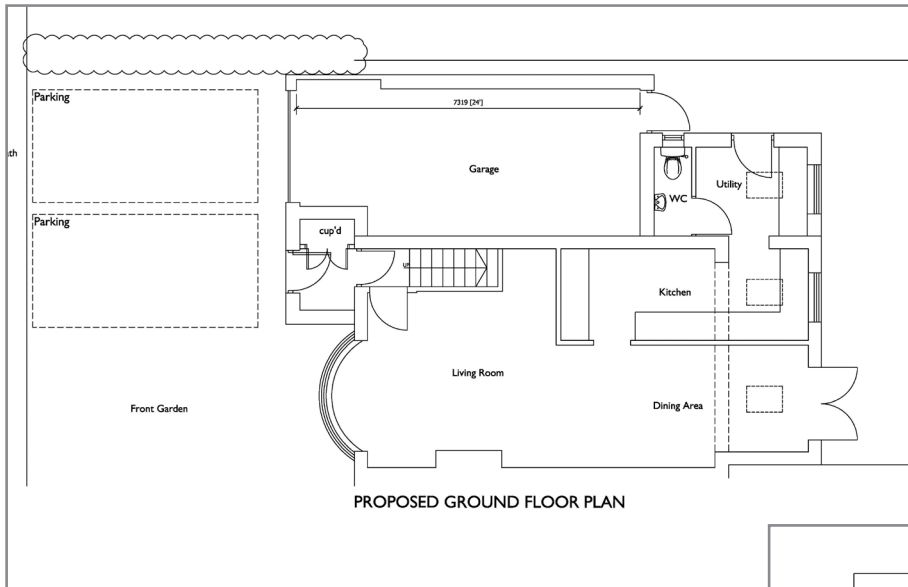 Parking
7319 [24']
ath
Garage
Utility
WC
Parking
cup'd
UP
Kitchen
Living Room
Dining Area
Front Garden
PROPOSED GROUND FLOOR PLAN